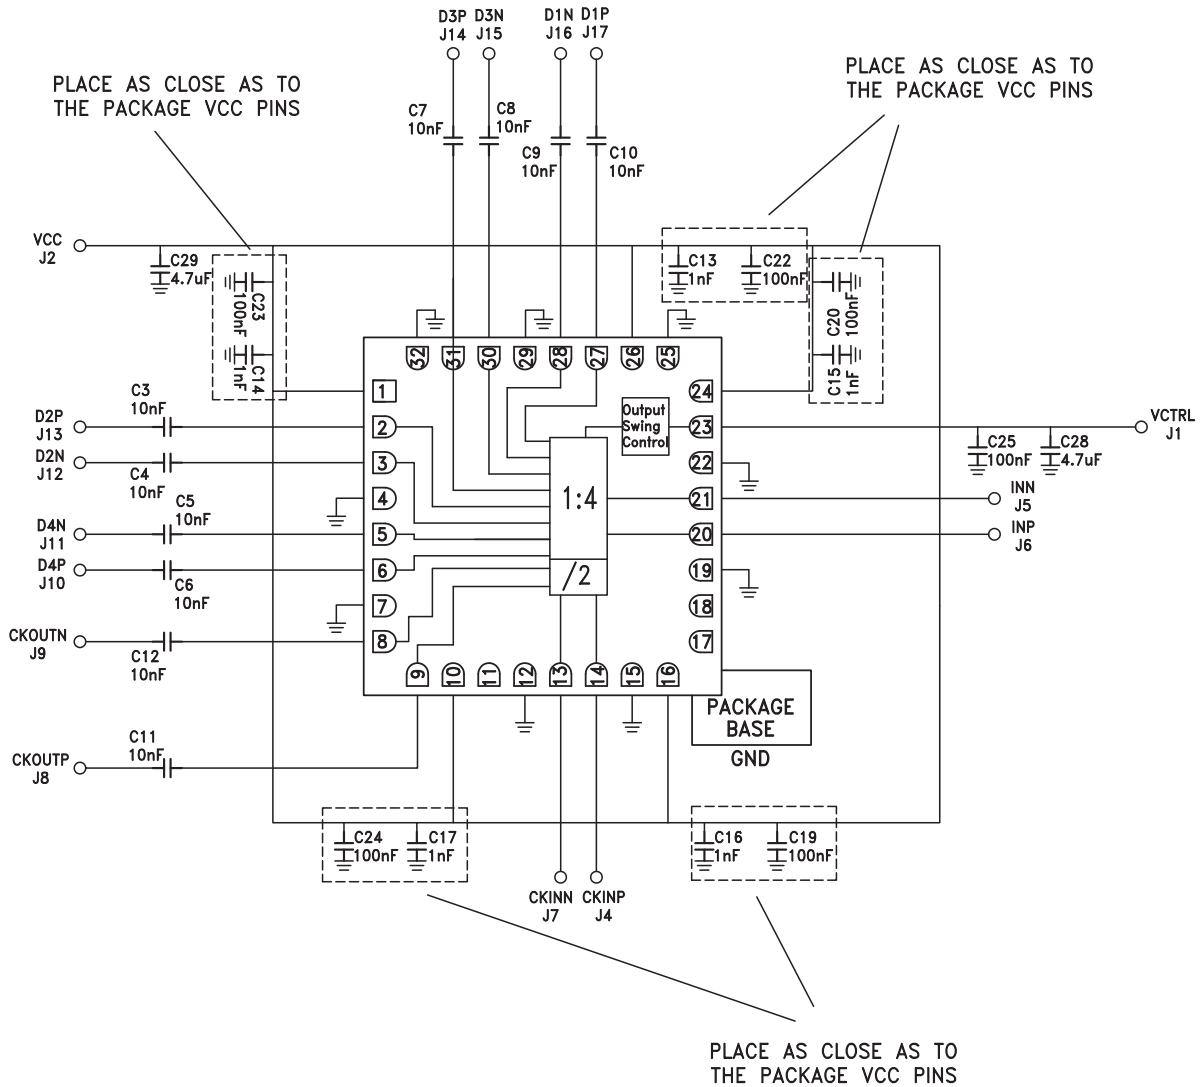 D3P D3N D1N D1P
J14 J15 J16 J17
PLACE AS CLOSE AS TO
THE PACKAGE VCC PINS
PLACE AS CLOSE AS TO
THE PACKAGE VCC PINS
C7
10nF
C8
10nF
C9
10nF
C10
10nF
VCC
J2
C29
4.7uF
C23
100nF
C14
1nF
C13
1nF
C22
100nF
C20
100nF
C15
1nF
32 31 30 29 28 27 26 25
1
2
3
4
5
6
7
8
24
23
22
21
20
19
18
17
9 10 11 12 13 14 15 16
Output
Swing
Control
1:4
/2
C3
10nF
D2P
J13
D2N
J12
C4
10nF
C5
10nF
D4N
J11
D4P
J10
C6
10nF
CKOUTN
J9
C12
10nF
C11
10nF
CKOUTP
J8
VCTRL
J1
C25
100nF
C28
4.7uF
INN
J5
INP
J6
PACKAGE
BASE
GND
C24
100nF
C17
1nF
C16
1nF
C19
100nF
CKINN CKINP
J7 J4
PLACE AS CLOSE AS TO
THE PACKAGE VCC PINS